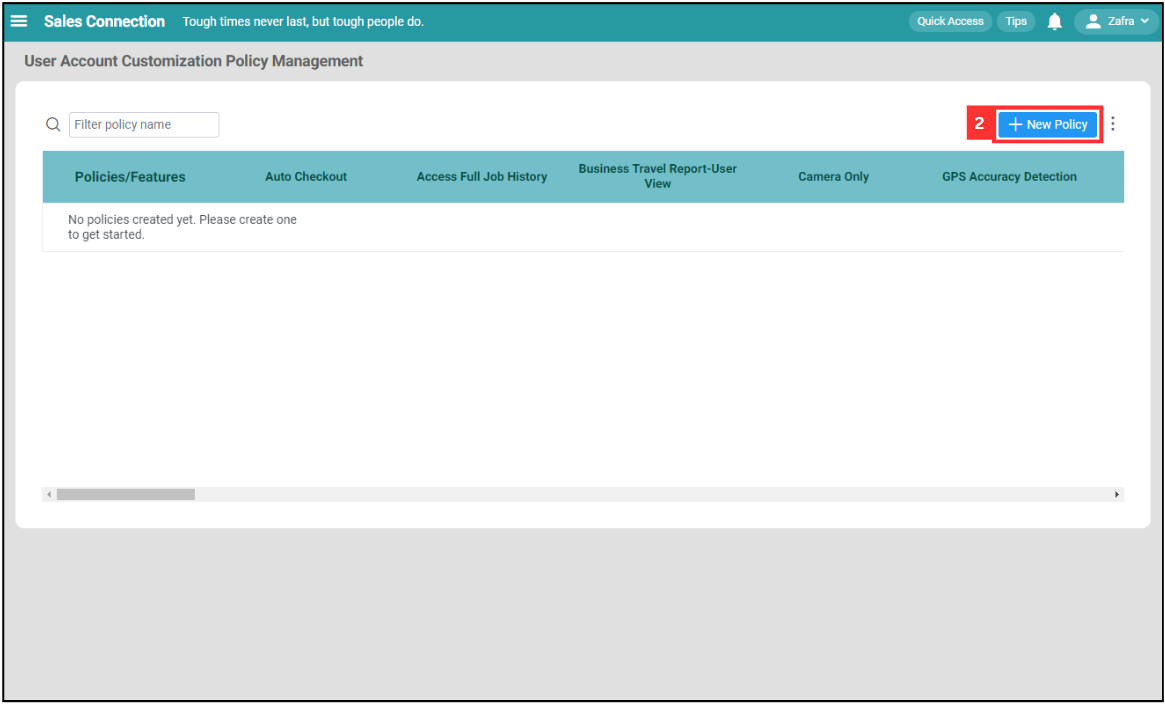 Sales Connection Tough times never last, but tough people do. Quick Access Tips Zafra
User Account Customization Policy Management
Filter policy name 2 + New Policy
Policies/Features Auto Checkout Access Full Job History Business Travel Report-User View Camera Only GPS Accuracy Detection
No policies created yet. Please create one
to get started.